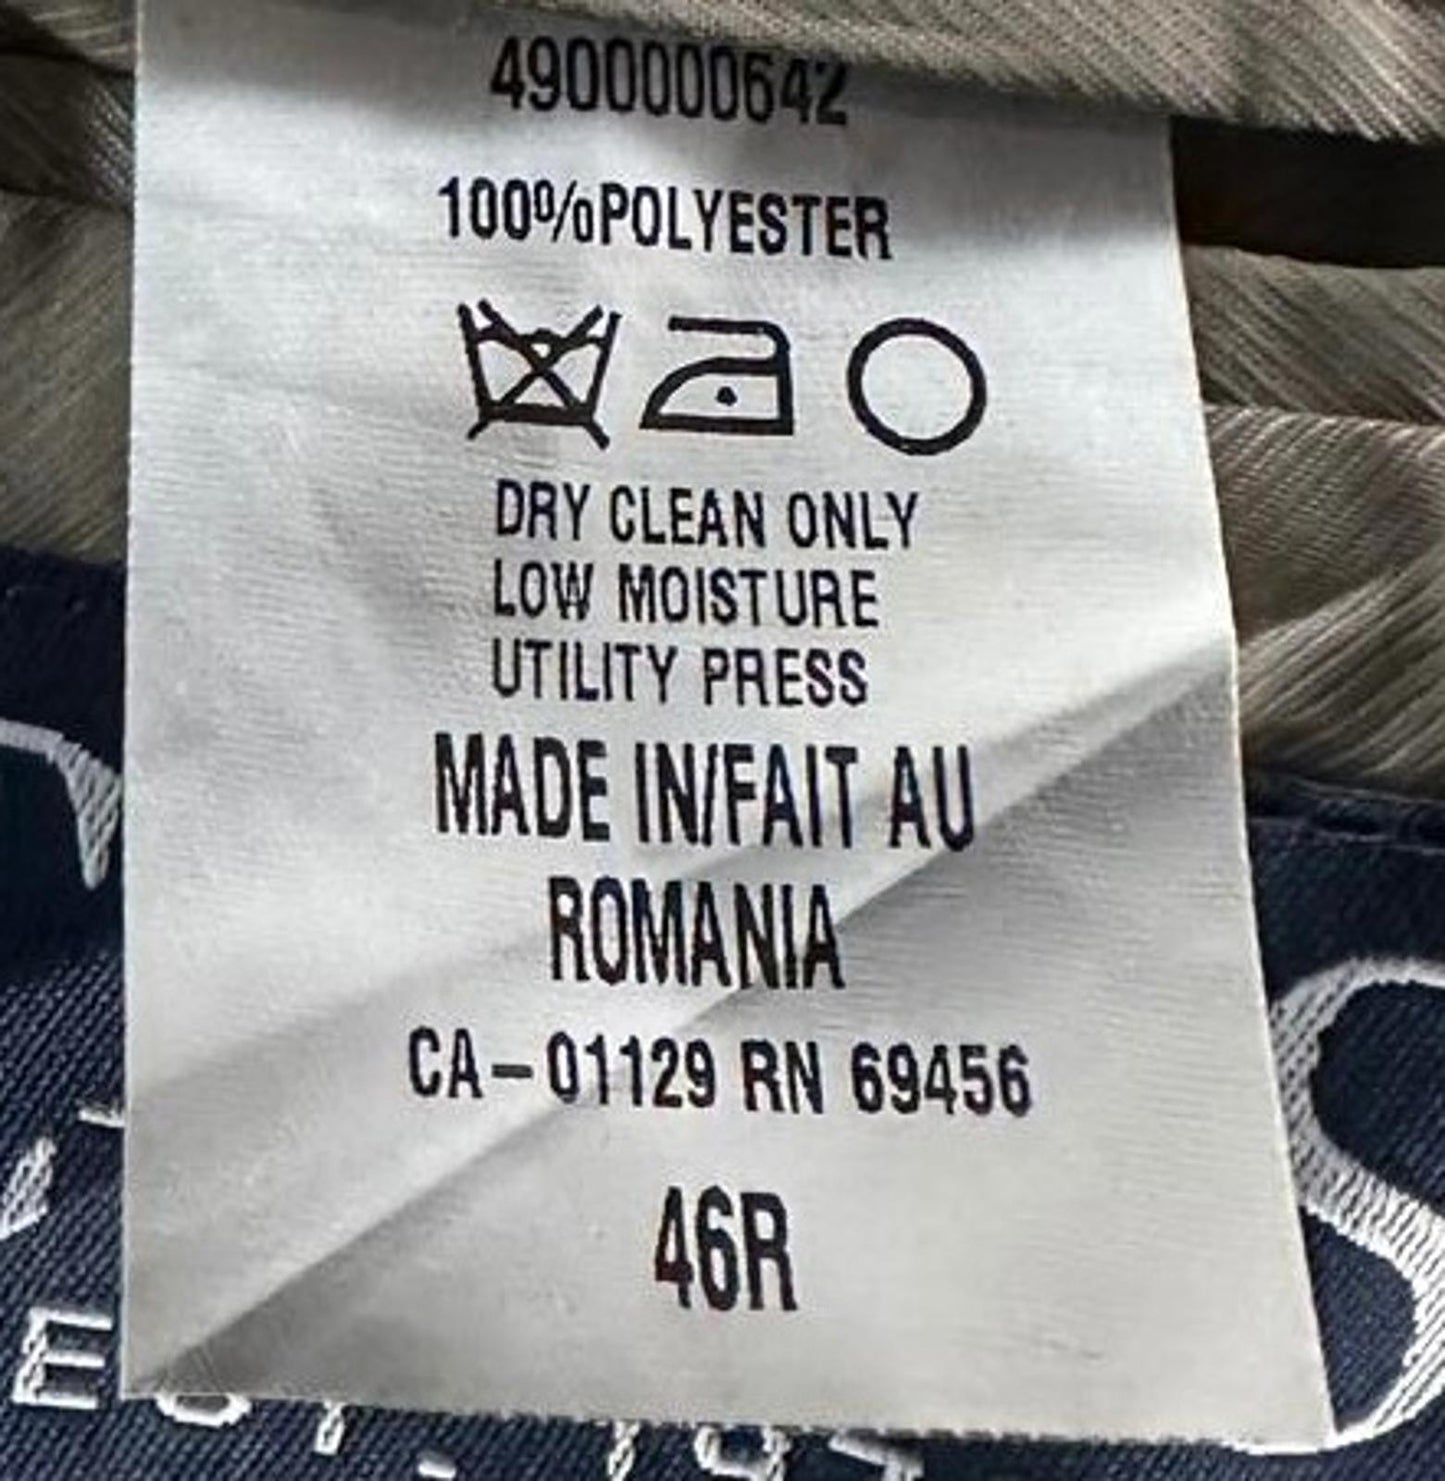 4900000642
100%POLYESTER
DRY CLEAN ONLY
LOW MOISTURE
UTILITY PRESS
MADE IN/FAIT AU
ROMANIA
CA-01129 RN 69456
46R